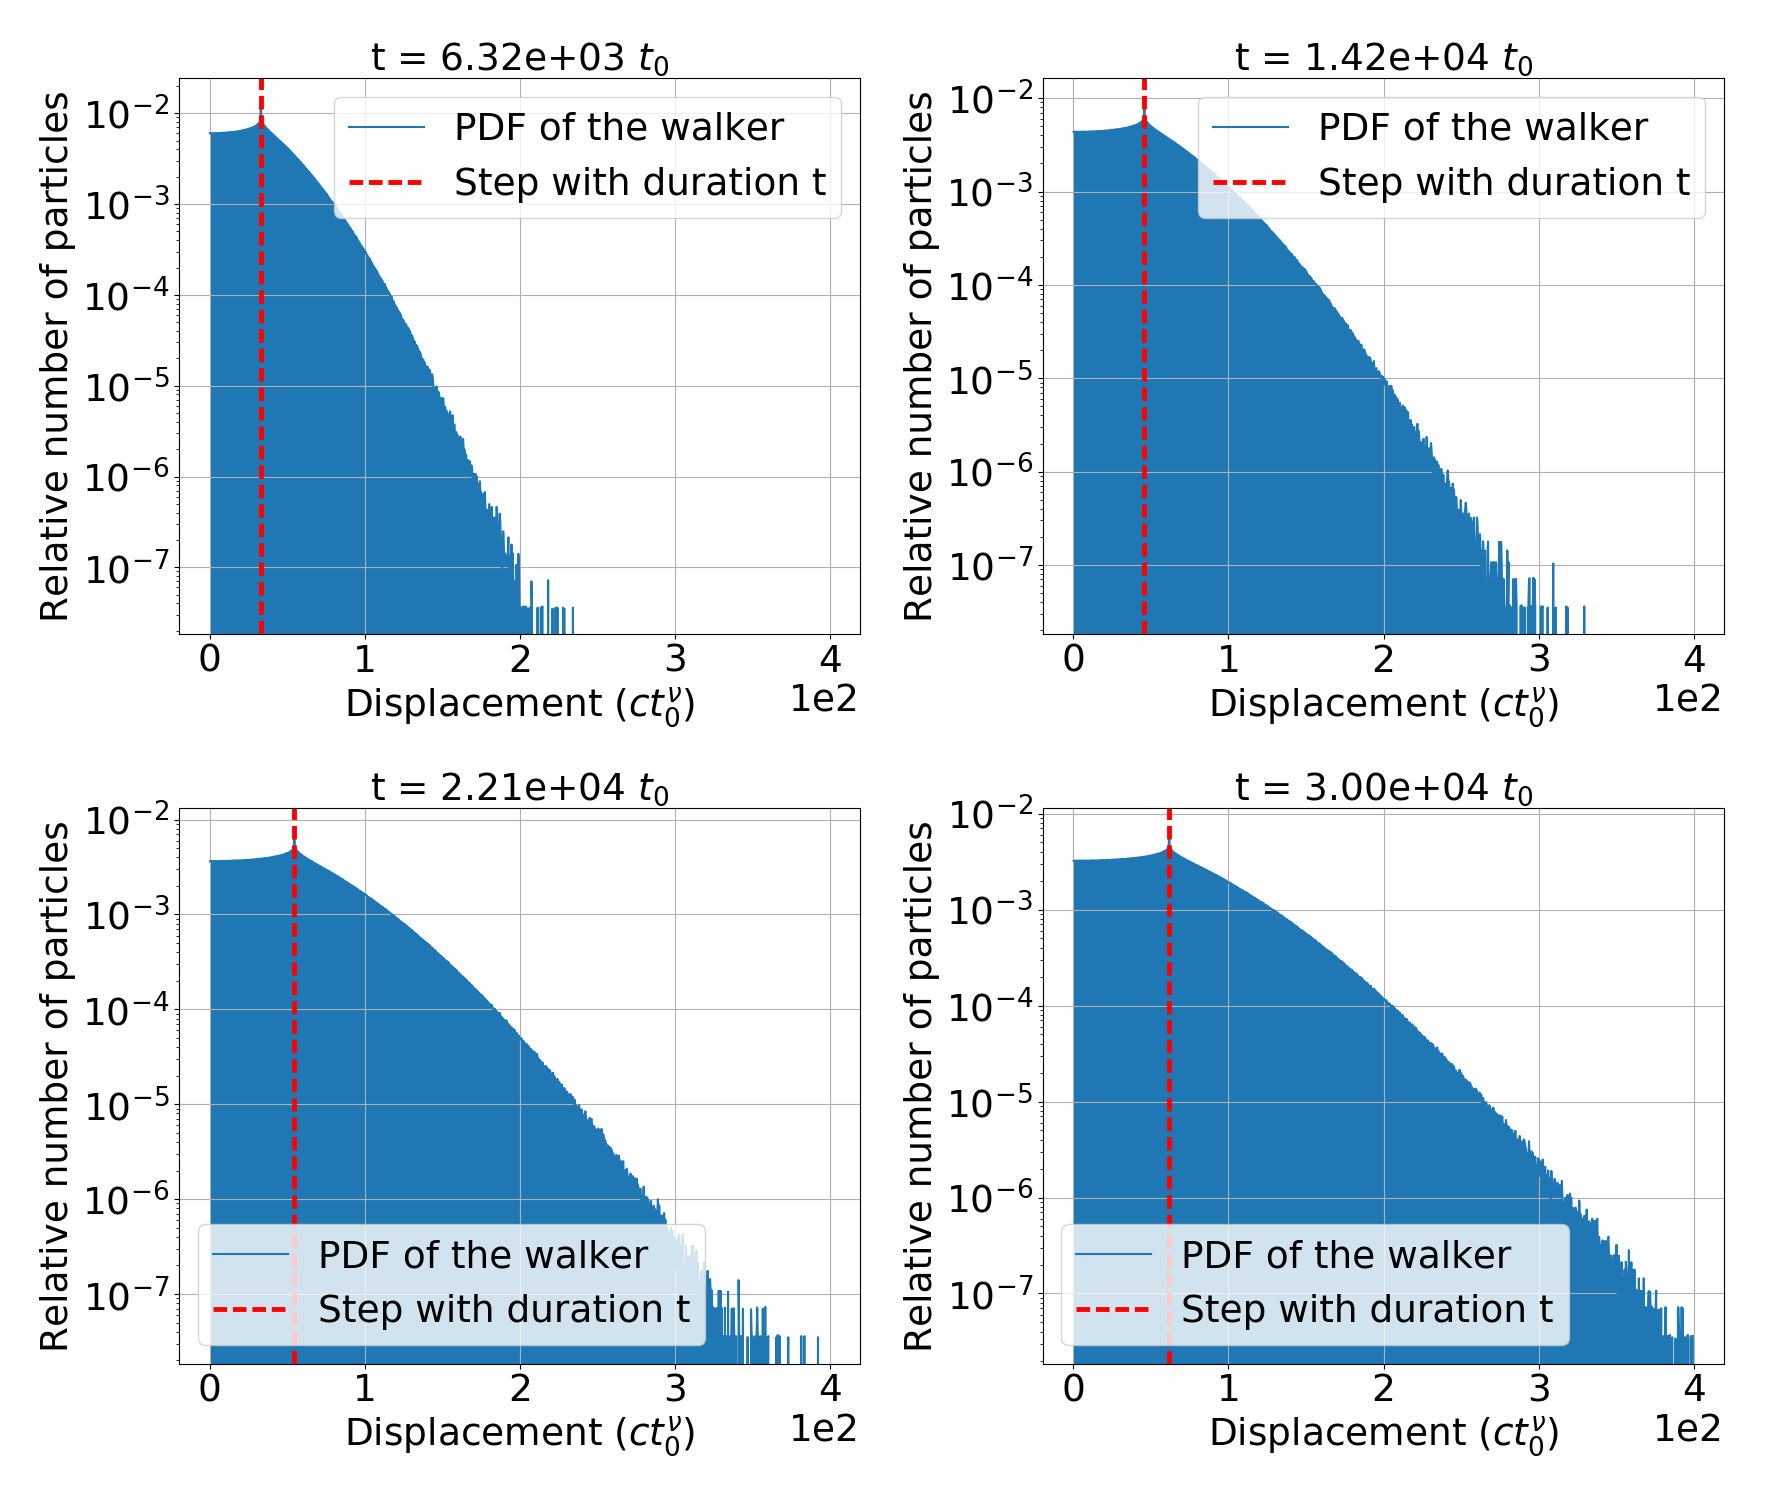 t = 6.32e+03 t₀
Relative number of particles
10⁻²
10⁻³
10⁻⁴
10⁻⁵
10⁻⁶
10⁻⁷
PDF of the walker
Step with duration t
0 1 2 3 4
1e2
Displacement (ct₀^ν)
t = 1.42e+04 t₀
Relative number of particles
10⁻²
10⁻³
10⁻⁴
10⁻⁵
10⁻⁶
10⁻⁷
PDF of the walker
Step with duration t
0 1 2 3 4
1e2
Displacement (ct₀^ν)
t = 2.21e+04 t₀
Relative number of particles
10⁻²
10⁻³
10⁻⁴
10⁻⁵
10⁻⁶
10⁻⁷
PDF of the walker
Step with duration t
0 1 2 3 4
1e2
Displacement (ct₀^ν)
t = 3.00e+04 t₀
Relative number of particles
10⁻²
10⁻³
10⁻⁴
10⁻⁵
10⁻⁶
10⁻⁷
PDF of the walker
Step with duration t
0 1 2 3 4
1e2
Displacement (ct₀^ν)